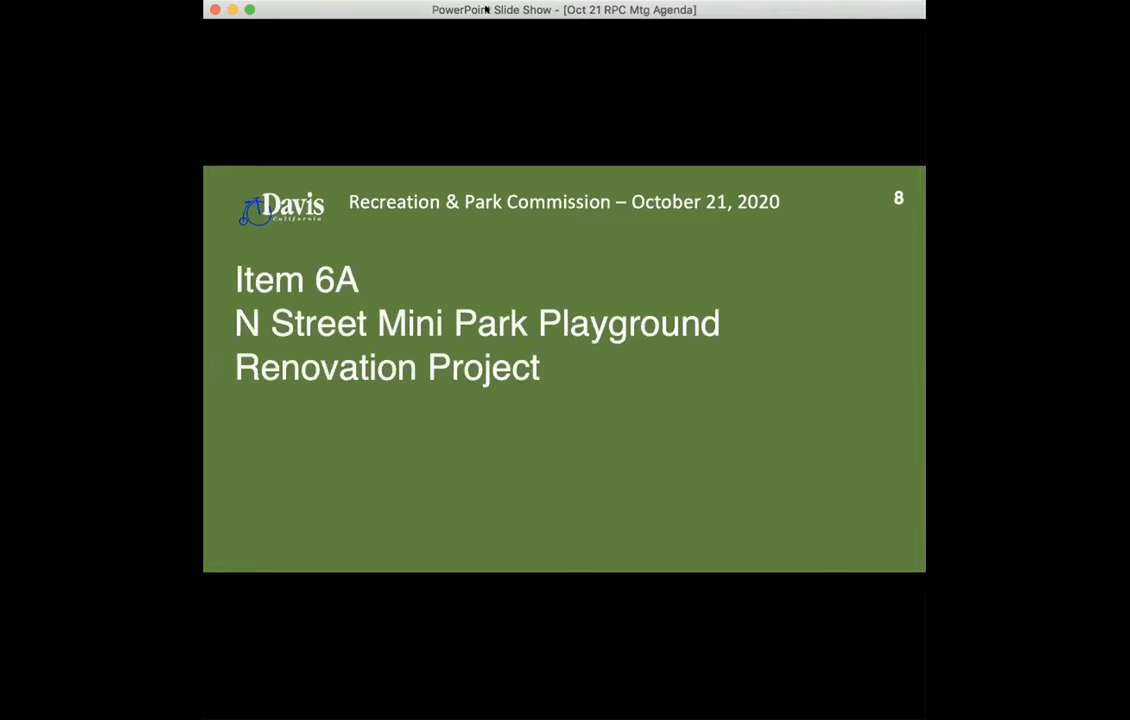 PowerPoint Slide Show - [Oct 21 RPC Mtg Agenda]
Davis
California
Recreation & Park Commission – October 21, 2020
8
Item 6A
N Street Mini Park Playground
Renovation Project